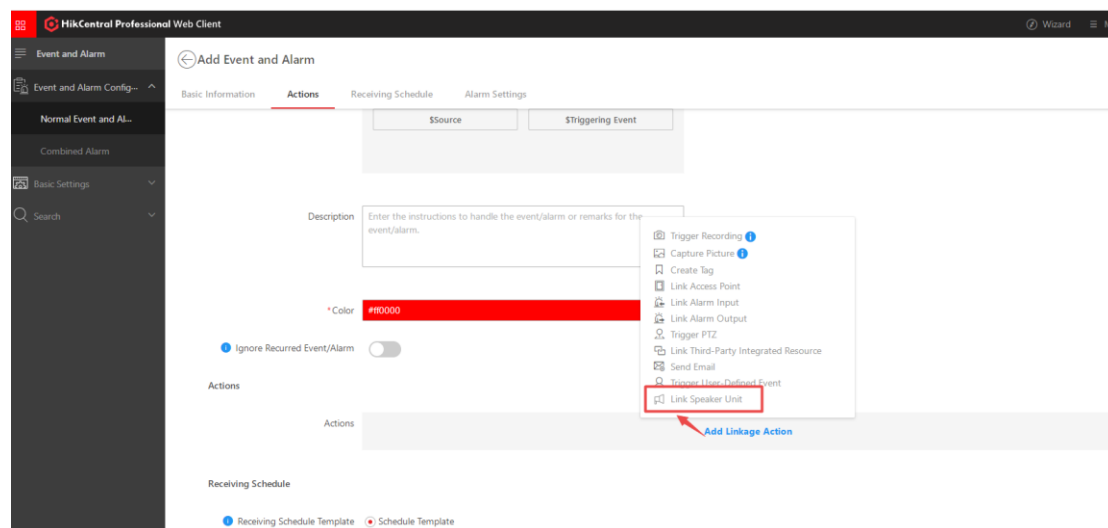 HikCentral Professional Web Client
Wizard
Event and Alarm
Add Event and Alarm
Event and Alarm Config...
Basic Information Actions Receiving Schedule Alarm Settings
Normal Event and Al...
$Source $Triggering Event
Combined Alarm
Basic Settings
Search
Description Enter the instructions to handle the event/alarm or remarks for the
event/alarm.
Trigger Recording
Capture Picture
Create Tag
Link Access Point
Link Alarm Input
Link Alarm Output
Trigger PTZ
Link Third-Party Integrated Resource
Send Email
Trigger User-Defined Event
Link Speaker Unit
*Color #ff0000
Ignore Recurred Event/Alarm
Actions
Actions Add Linkage Action
Receiving Schedule
Receiving Schedule Template Schedule Template